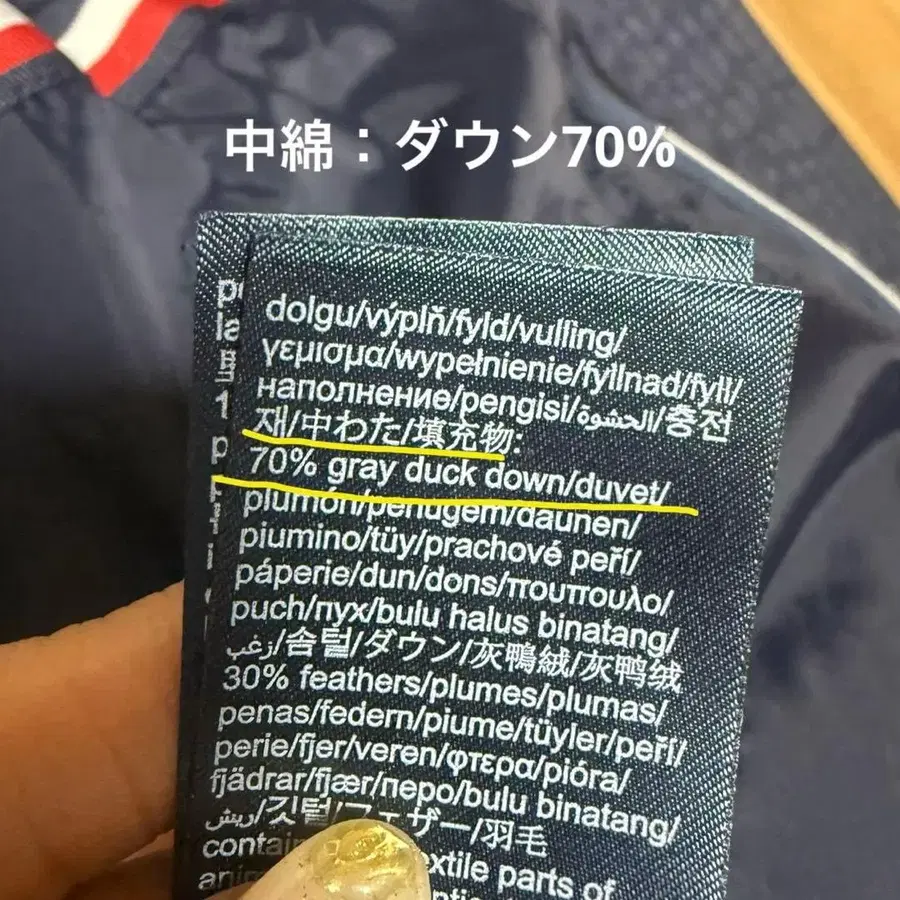 中綿：ダウン70%
dolgu/výplň/fyld/vulling/
γεμισμα/wypełnienie/fyllnad/fyll/
наполнение/pengisi/الحشوة/충전
재/中わた/填充物:
70% gray duck down/duvet/
plumón/penugem/daunen/
piumino/tüy/prachové peří/
páperie/dun/dons/πουπουλο/
puch/пух/bulu halus binatang/
زغب/솜털/ダウン/灰鴨絨/灰鸭绒
30% feathers/plumes/plumas/
penas/federn/piume/tüyler/peří/
perie/fjer/veren/φτερα/pióra/
fjädrar/fjær/перо/bulu binatang/
ريش/깃털/フェザー/羽毛
parts of